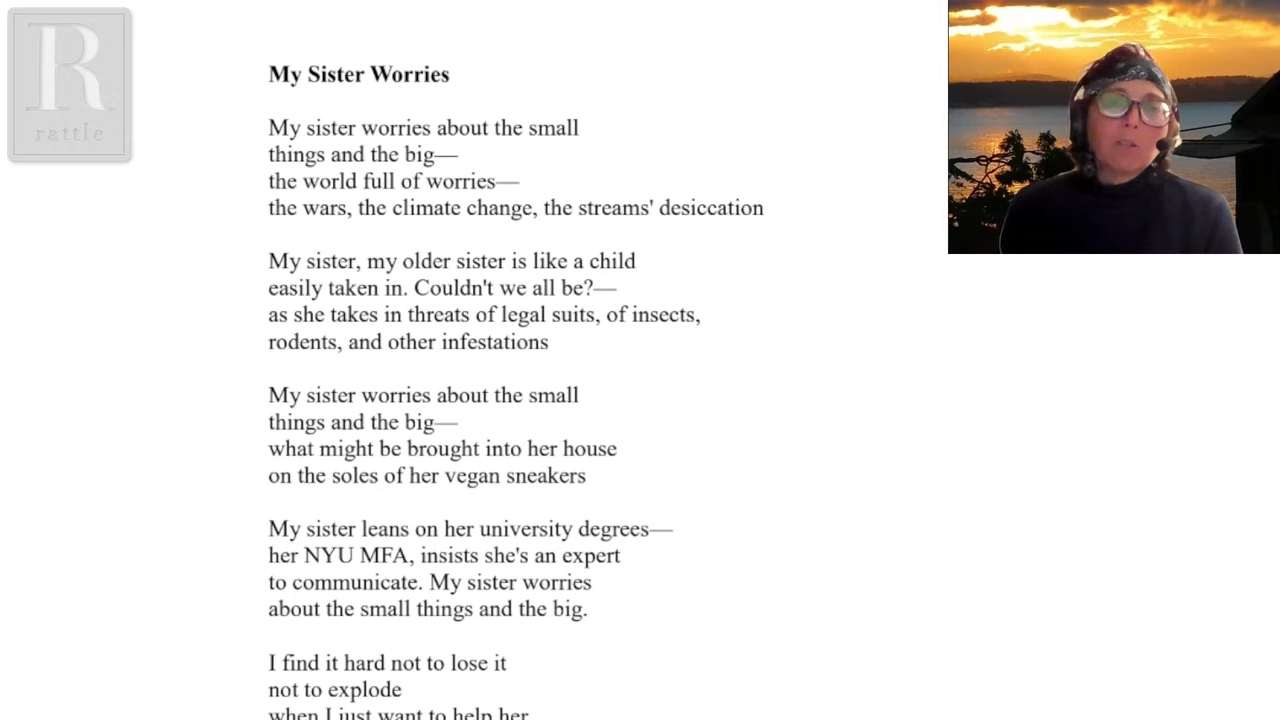 R
rattle
My Sister Worries
My sister worries about the small
things and the big—
the world full of worries—
the wars, the climate change, the streams' desiccation
My sister, my older sister is like a child
easily taken in. Couldn't we all be?—
as she takes in threats of legal suits, of insects,
rodents, and other infestations
My sister worries about the small
things and the big—
what might be brought into her house
on the soles of her vegan sneakers
My sister leans on her university degrees—
her NYU MFA, insists she's an expert
to communicate. My sister worries
about the small things and the big.
I find it hard not to lose it
not to explode
when I just want to help her